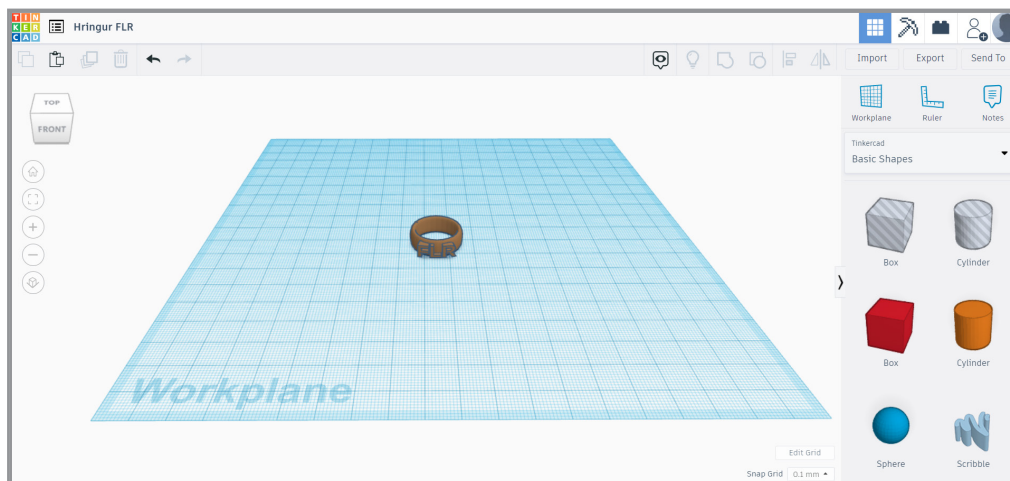 TIN
KER
CAD
Hringur FLR
Import
Export
Send To
TOP
FRONT
Workplane
Ruler
Notes
Tinkercad
Basic Shapes
FLR
Box
Cylinder
Box
Cylinder
Workplane
Sphere
Scribble
Edit Grid
Snap Grid 0.1 mm